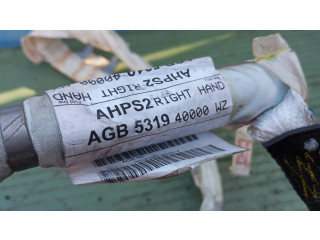 HAND
AHPS2 RIGHT
AHPS2 RIGHT HAND
AGB 5319 40000 WZ